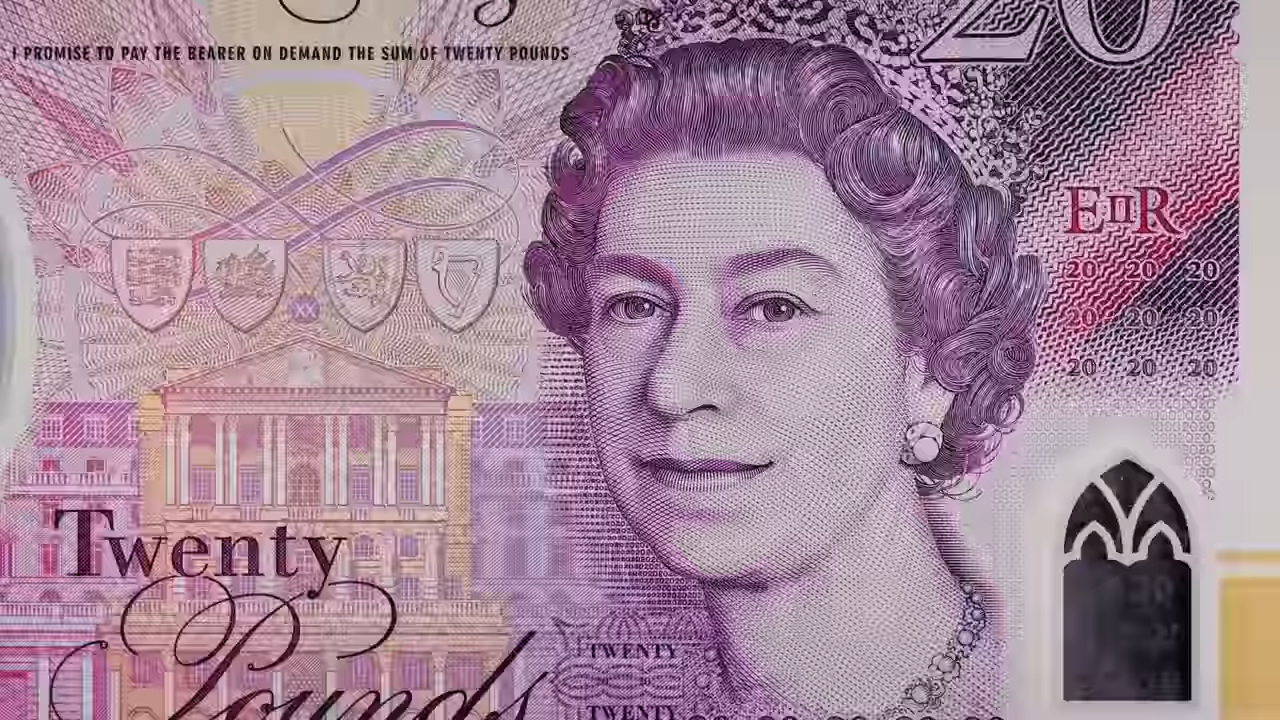 I PROMISE TO PAY THE BEARER ON DEMAND THE SUM OF TWENTY POUNDS
20
EIIR
20 20 20
20 20 20
20 20 20
XX
Twenty
Pounds
TWENTY
TWENTY